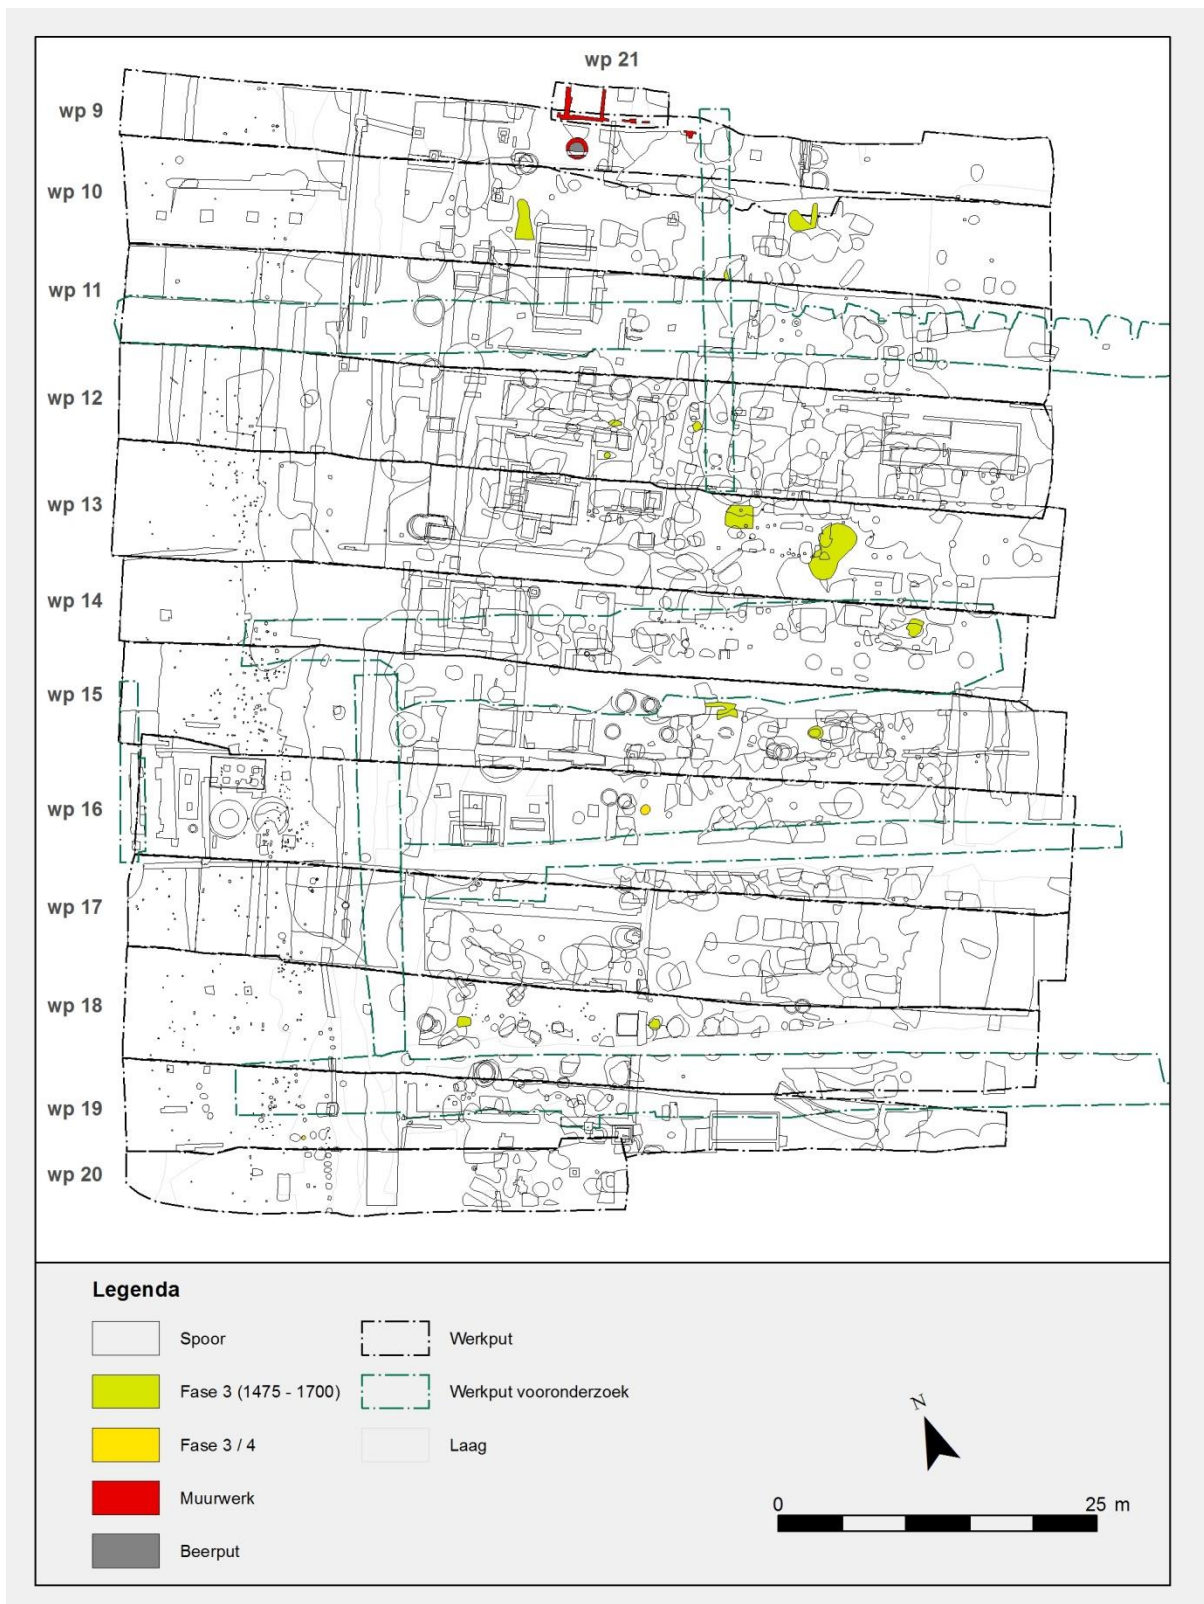 wp 21
wp 9
wp 10
wp 11
wp 12
wp 13
wp 14
wp 15
wp 16
wp 17
wp 18
wp 19
wp 20
Legenda
Spoor
Werkput
Fase 3 (1475 - 1700)
Werkput vooronderzoek
Fase 3 / 4
Laag
Muurwerk
Beerput
N
0 25 m